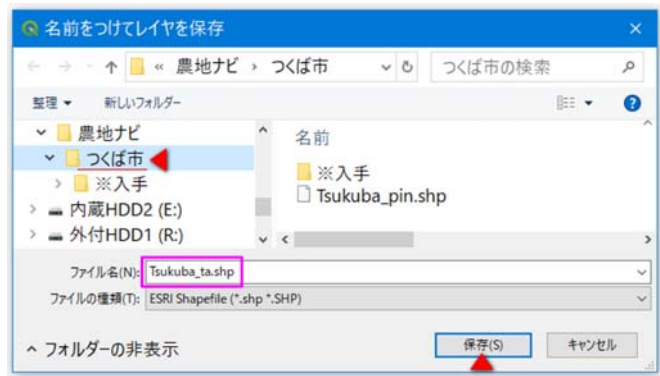 名前をつけてレイヤを保存
« 農地ナビ › つくば市
つくば市の検索
整理 新しいフォルダー
農地ナビ
つくば市
※入手
内蔵HDD2 (E:)
外付HDD1 (R:)
名前
※入手
Tsukuba_pin.shp
ファイル名(N): Tsukuba_ta.shp
ファイルの種類(T): ESRI Shapefile (*.shp *.SHP)
フォルダーの非表示
保存(S)
キャンセル